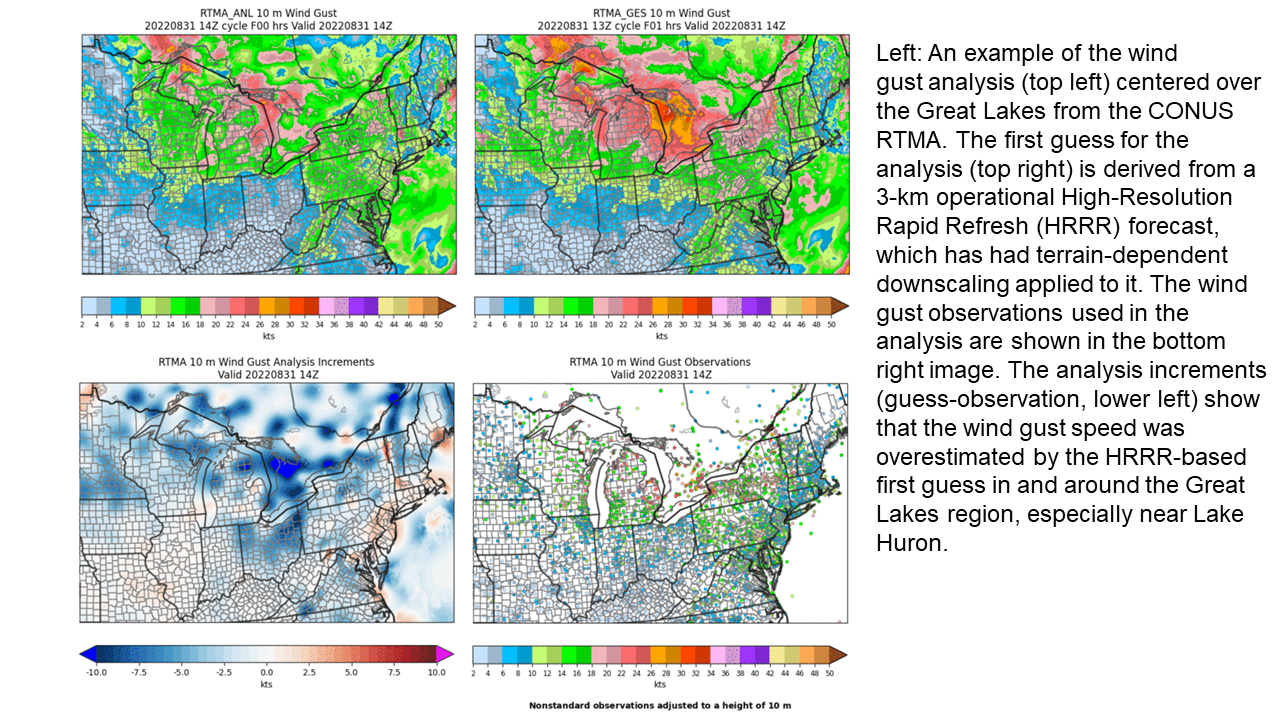 RTMA_ANL 10 m Wind Gust
20220831 14Z cycle F00 hrs Valid 20220831 14Z
2 4 6 8 10 12 14 16 18 20 22 24 26 28 30 32 34 36 38 40 42 44 46 48 50
kts
RTMA_GES 10 m Wind Gust
20220831 13Z cycle F01 hrs Valid 20220831 14Z
2 4 6 8 10 12 14 16 18 20 22 24 26 28 30 32 34 36 38 40 42 44 46 48 50
kts
RTMA 10 m Wind Gust Analysis Increments
Valid 20220831 14Z
-10.0 -7.5 -5.0 -2.5 0.0 2.5 5.0 7.5 10.0
kts
RTMA 10 m Wind Gust Observations
Valid 20220831 14Z
2 4 6 8 10 12 14 16 18 20 22 24 26 28 30 32 34 36 38 40 42 44 46 48 50
kts
Nonstandard observations adjusted to a height of 10 m
Left: An example of the wind
gust analysis (top left) centered over
the Great Lakes from the CONUS
RTMA. The first guess for the
analysis (top right) is derived from a
3-km operational High-Resolution
Rapid Refresh (HRRR) forecast,
which has had terrain-dependent
downscaling applied to it. The wind
gust observations used in the
analysis are shown in the bottom
right image. The analysis increments
(guess-observation, lower left) show
that the wind gust speed was
overestimated by the HRRR-based
first guess in and around the Great
Lakes region, especially near Lake
Huron.